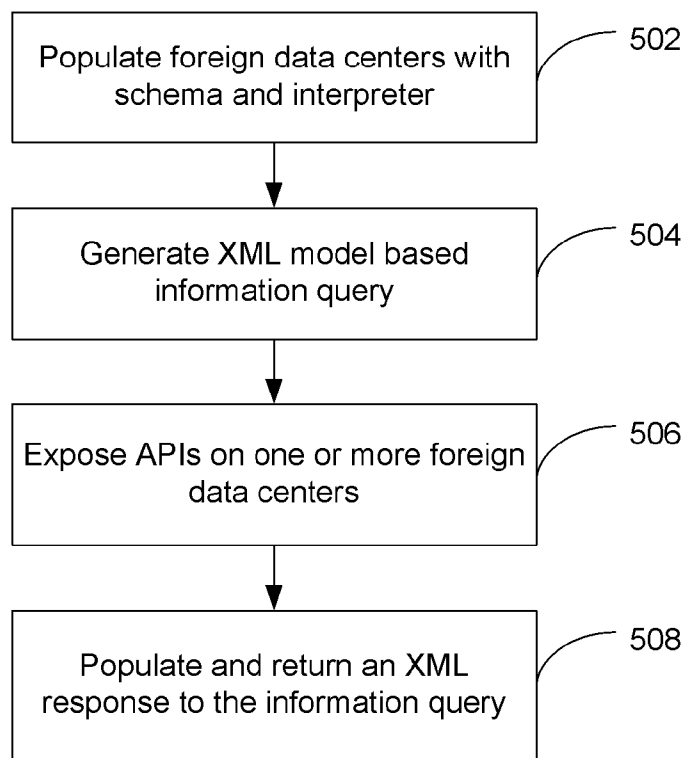 Populate foreign data centers with
schema and interpreter
502
Generate XML model based
information query
504
Expose APIs on one or more foreign
data centers
506
Populate and return an XML
response to the information query
508